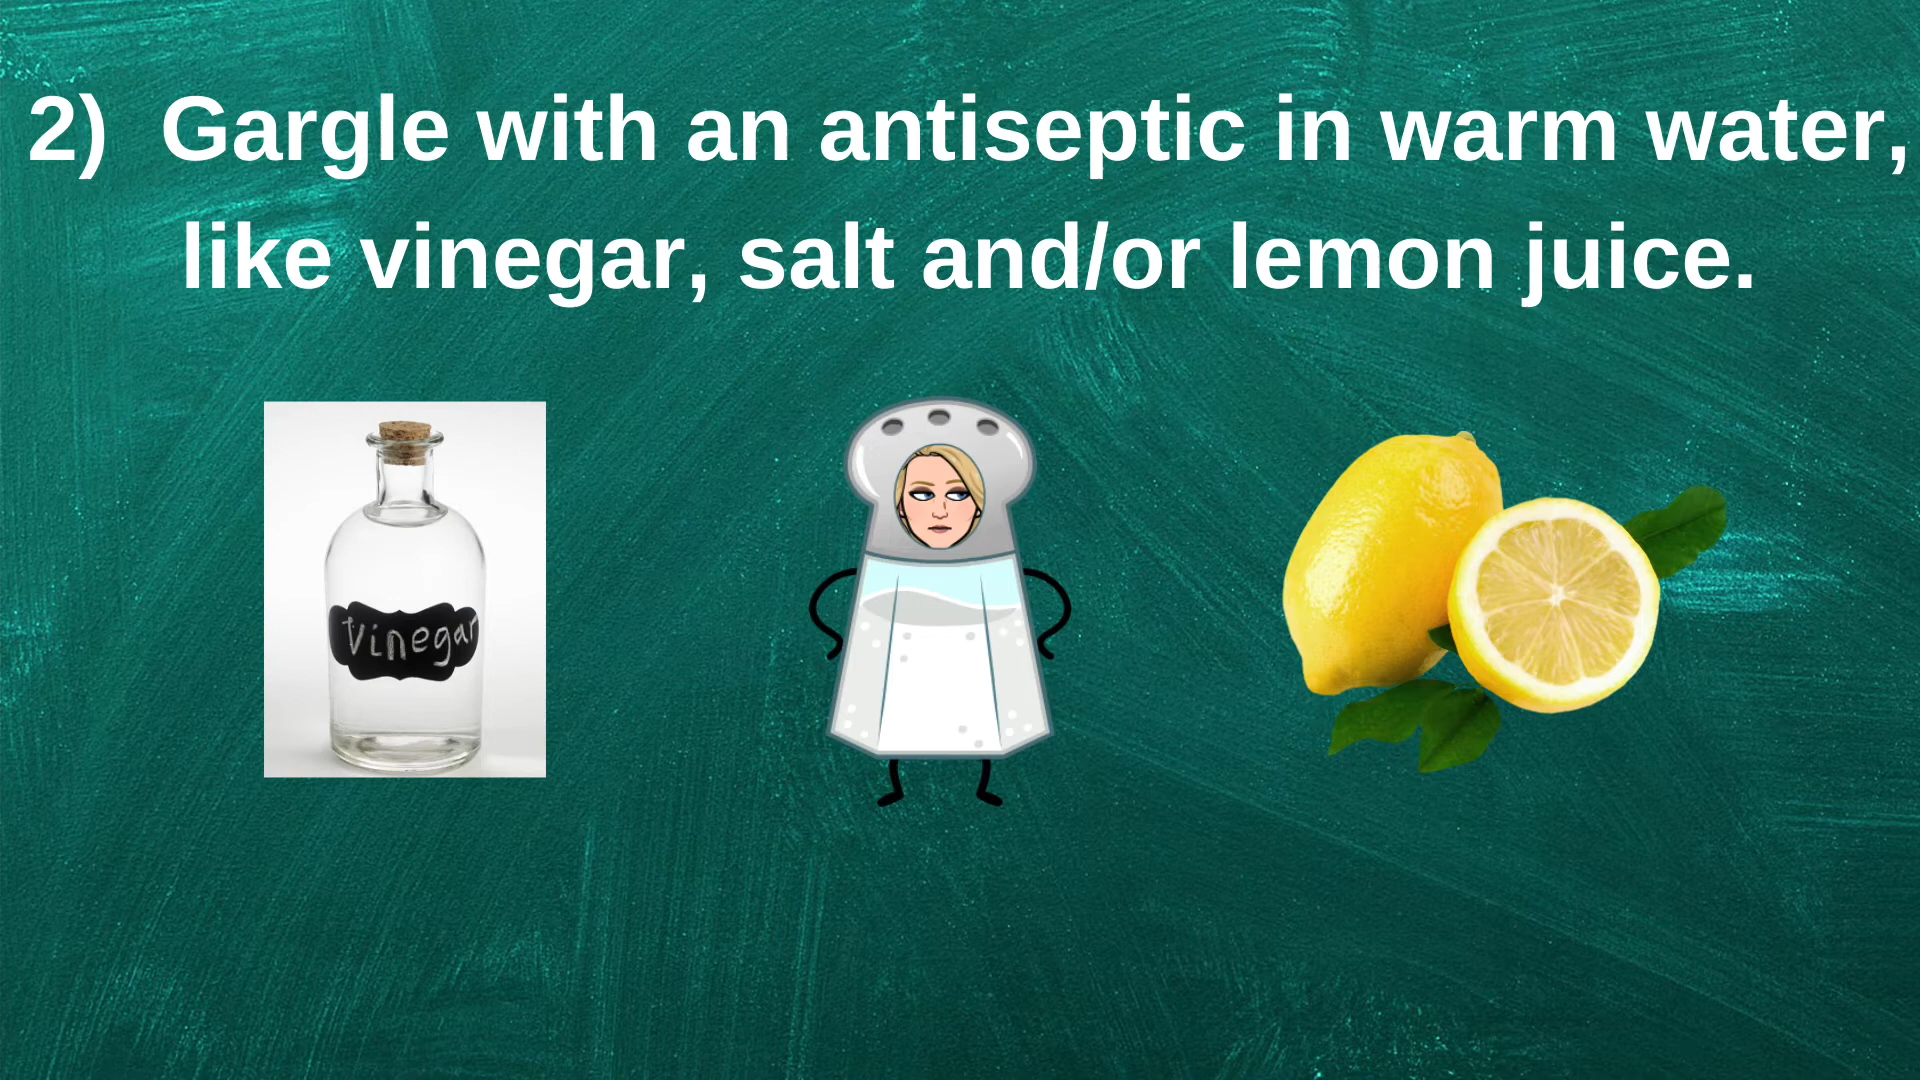 2) Gargle with an antiseptic in warm water,
like vinegar, salt and/or lemon juice.
Vinegar